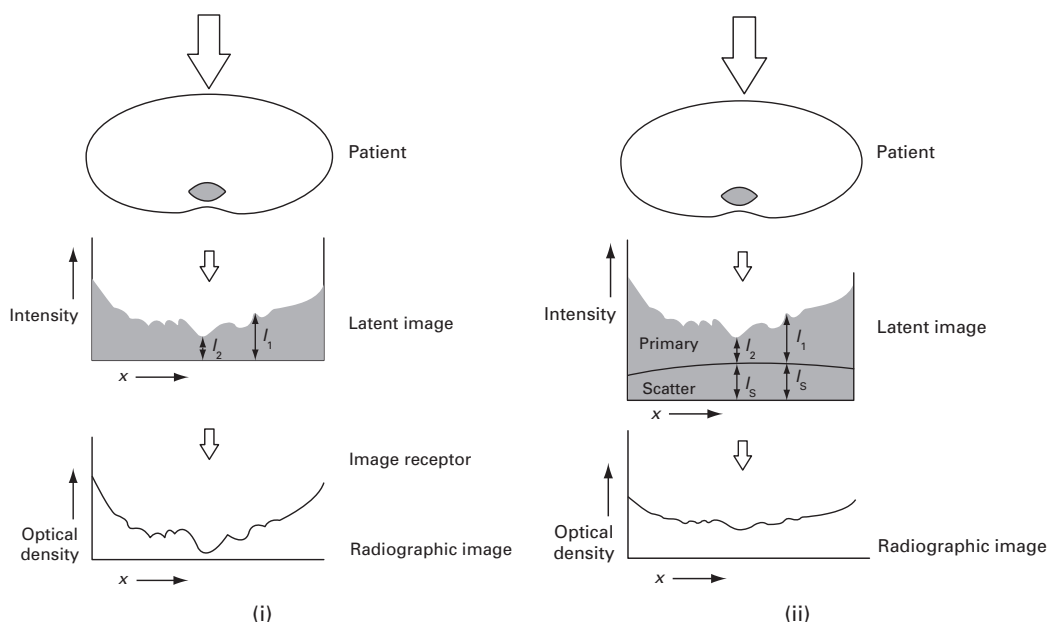 Patient
Intensity
Latent image
I2
I1
x
Image receptor
Optical
density
Radiographic image
x
(i)
Patient
Intensity
Latent image
Primary
I2
I1
Scatter
IS
IS
x
Optical
density
Radiographic image
x
(ii)